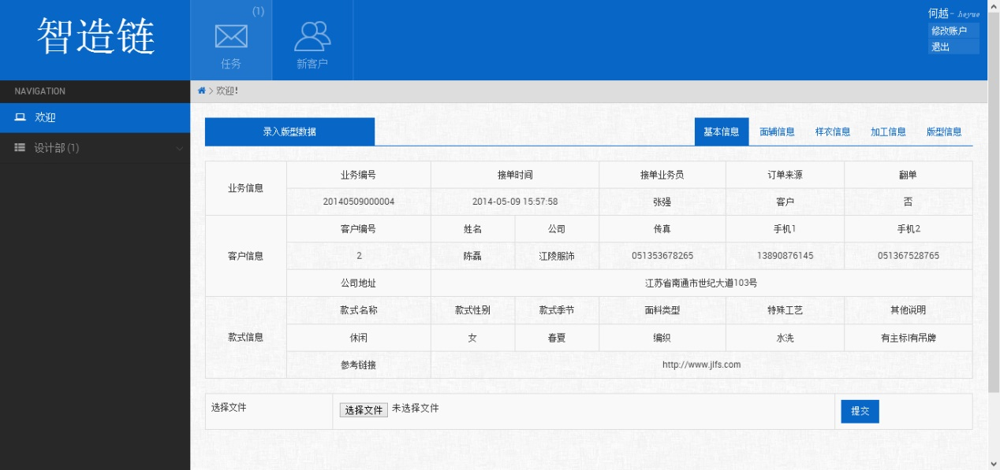 智造链
(1)
任务
新客户
何越 - heyue
修改账户
退出
NAVIGATION
欢迎
设计部 (1)
> 欢迎!
录入版型数据
基本信息 面辅信息 样衣信息 加工信息 版型信息
业务信息
业务编号 接单时间 接单业务员 订单来源 翻单
20140509000004 2014-05-09 15:57:58 张强 客户 否
客户信息
客户编号 姓名 公司 传真 手机1 手机2
2 陈磊 江陵服饰 051353678265 13890876145 051367528765
公司地址 江苏省南通市世纪大道103号
款式信息
款式名称 款式性别 款式季节 面料类型 特殊工艺 其他说明
休闲 女 春夏 编织 水洗 有主标|有吊牌
参考链接 http://www.jlfs.com
选择文件 选择文件 未选择文件 提交